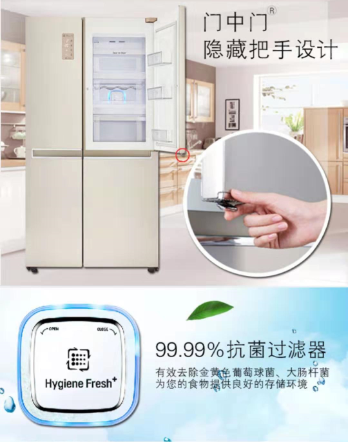 门中门®
隐藏把手设计
OPEN
QUICK
Hygiene Fresh+
99.99%抗菌过滤器
有效去除金黄色葡萄球菌、大肠杆菌
为您的食物提供良好的存储环境